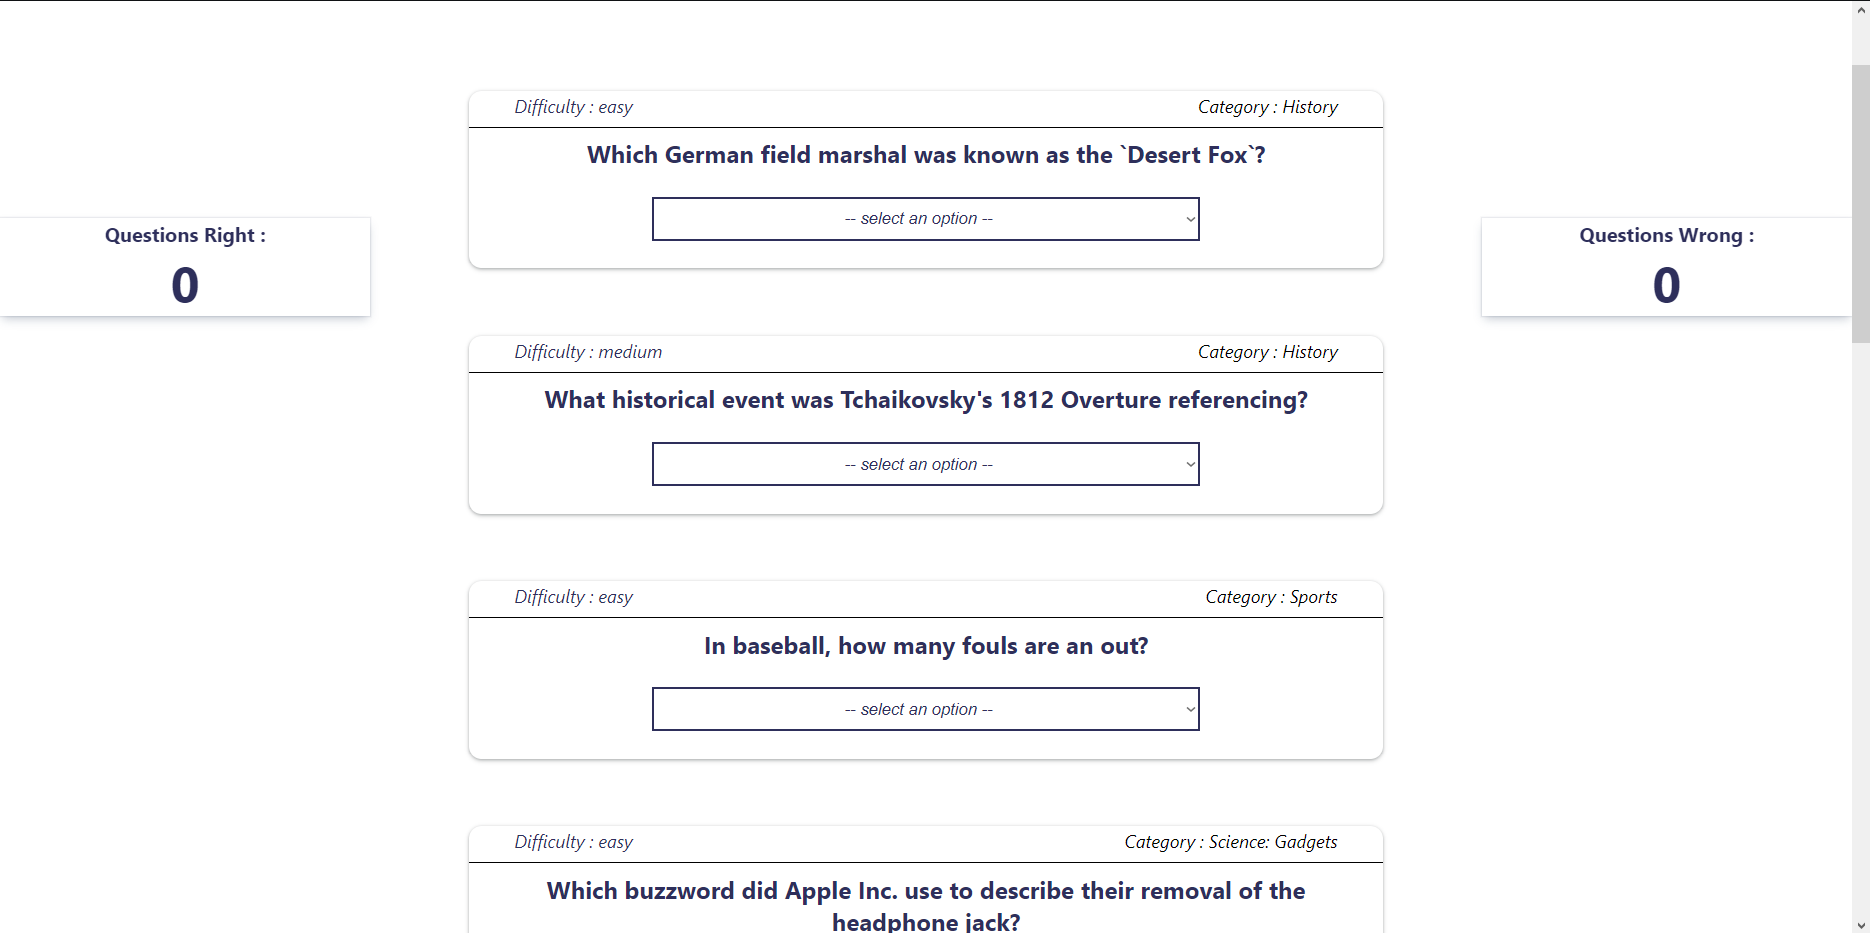 Difficulty : easy
Category : History
Which German field marshal was known as the `Desert Fox`?
-- select an option --
Questions Right :
0
Questions Wrong :
0
Difficulty : medium
Category : History
What historical event was Tchaikovsky's 1812 Overture referencing?
-- select an option --
Difficulty : easy
Category : Sports
In baseball, how many fouls are an out?
-- select an option --
Difficulty : easy
Category : Science: Gadgets
Which buzzword did Apple Inc. use to describe their removal of the
headphone jack?